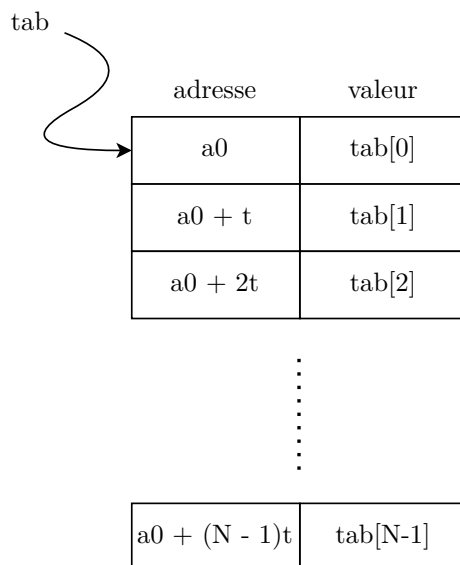 tab
adresse valeur
a0 tab[0]
a0 + t tab[1]
a0 + 2t tab[2]
a0 + (N - 1)t tab[N-1]